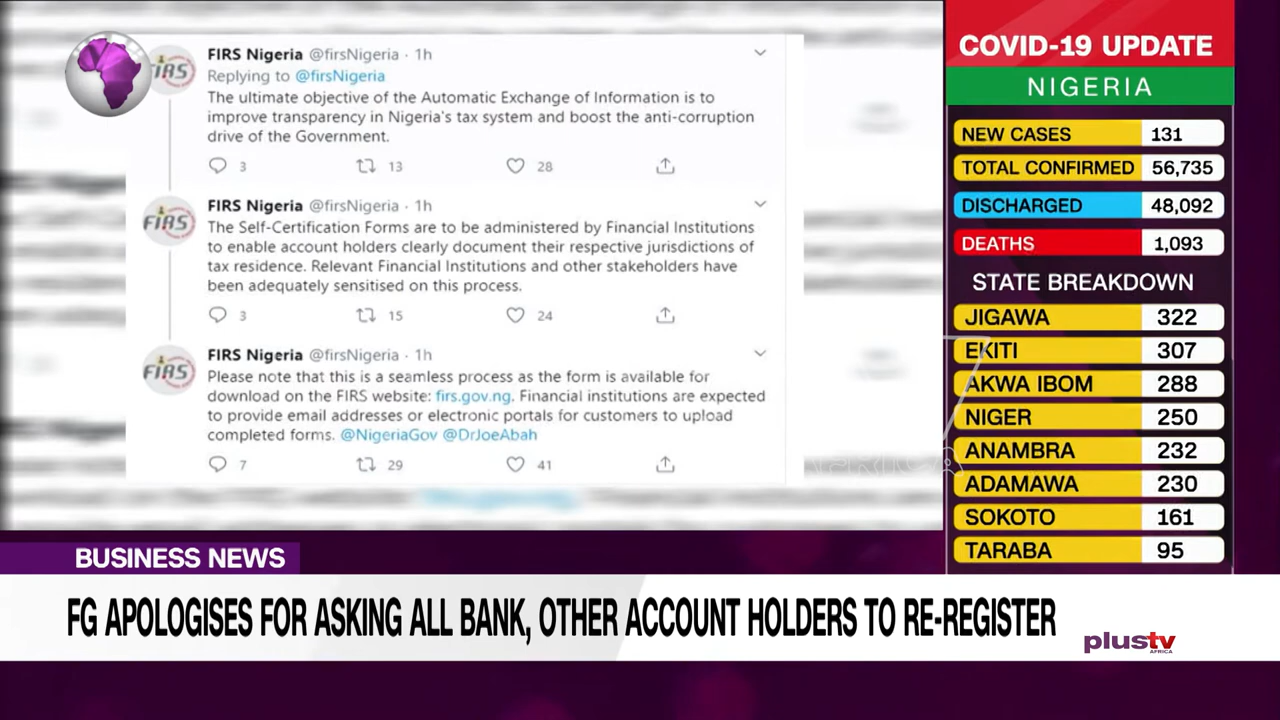 FIRS Nigeria @firsNigeria · 1h
Replying to @firsNigeria
The ultimate objective of the Automatic Exchange of Information is to
improve transparency in Nigeria's tax system and boost the anti-corruption
drive of the Government.
3 13 28
FIRS
FIRS Nigeria @firsNigeria · 1h
The Self-Certification Forms are to be administered by Financial Institutions
to enable account holders clearly document their respective jurisdictions of
tax residence. Relevant Financial Institutions and other stakeholders have
been adequately sensitised on this process.
3 15 24
FIRS
FIRS Nigeria @firsNigeria · 1h
Please note that this is a seamless process as the form is available for
download on the FIRS website: firs.gov.ng. Financial institutions are expected
to provide email addresses or electronic portals for customers to upload
completed forms. @NigeriaGov @DrJoeAbah
7 29 41
FIRS
COVID-19 UPDATE
NIGERIA
NEW CASES 131
TOTAL CONFIRMED 56,735
DISCHARGED 48,092
DEATHS 1,093
STATE BREAKDOWN
JIGAWA 322
EKITI 307
AKWA IBOM 288
NIGER 250
ANAMBRA 232
ADAMAWA 230
SOKOTO 161
TARABA 95
BUSINESS NEWS
FG APOLOGISES FOR ASKING ALL BANK, OTHER ACCOUNT HOLDERS TO RE-REGISTER
plustv
AFRICA